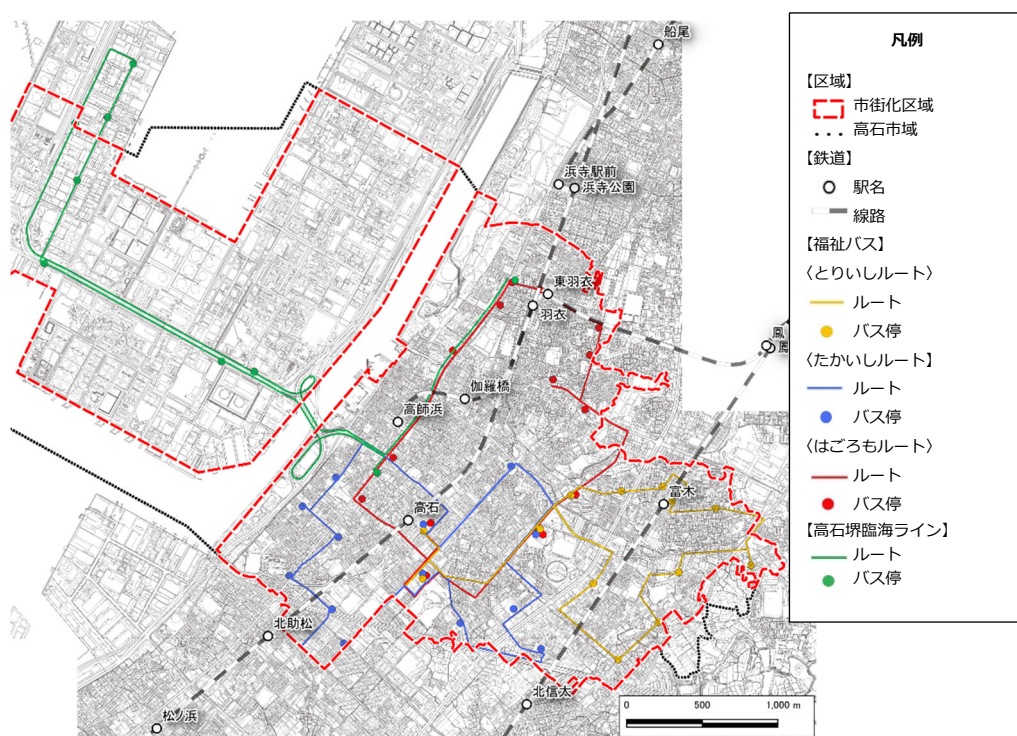 船尾
浜寺駅前
浜寺公園
東羽衣
羽衣
鳳
鳳
伽羅橋
高師浜
富木
高石
北助松
北信太
松ノ浜
0 500 1,000 m
凡例
【区域】
市街化区域
高石市域
【鉄道】
駅名
線路
【福祉バス】
〈とりいしルート〉
ルート
バス停
〈たかいしルート】
ルート
バス停
〈はごろもルート〉
ルート
バス停
【高石堺臨海ライン】
ルート
バス停